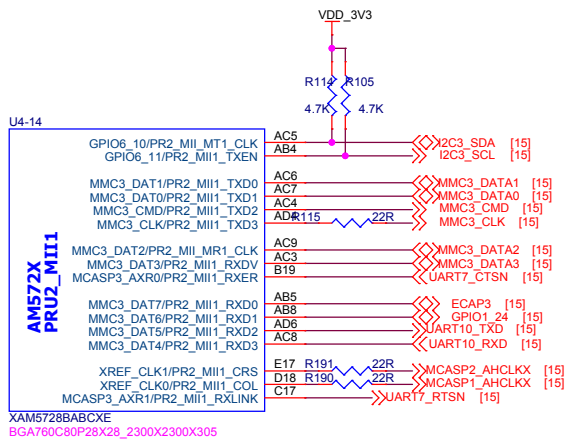 VDD_3V3
R114 R105
4.7K 4.7K
U4-14
AM572X
PRU2_MII1
GPIO6_10/PR2_MII_MT1_CLK AC5 I2C3_SDA [15]
GPIO6_11/PR2_MII1_TXEN AB4 I2C3_SCL [15]
MMC3_DAT1/PR2_MII1_TXD0 AC6 MMC3_DATA1 [15]
MMC3_DAT0/PR2_MII1_TXD1 AC7 MMC3_DATA0 [15]
MMC3_CMD/PR2_MII1_TXD2 AC4 MMC3_CMD [15]
MMC3_CLK/PR2_MII1_TXD3 AD4 R115 22R MMC3_CLK [15]
MMC3_DAT2/PR2_MII_MR1_CLK AC9 MMC3_DATA2 [15]
MMC3_DAT3/PR2_MII1_RXDV AC3 MMC3_DATA3 [15]
MCASP3_AXR0/PR2_MII1_RXER B19 UART7_CTSN [15]
MMC3_DAT7/PR2_MII1_RXD0 AB5 ECAP3 [15]
MMC3_DAT6/PR2_MII1_RXD1 AB8 GPIO1_24 [15]
MMC3_DAT5/PR2_MII1_RXD2 AD6 UART10_TXD [15]
MMC3_DAT4/PR2_MII1_RXD3 AC8 UART10_RXD [15]
XREF_CLK1/PR2_MII1_CRS E17 R191 22R MCASP2_AHCLKX [15]
XREF_CLK0/PR2_MII1_COL D18 R190 22R MCASP1_AHCLKX [15]
MCASP3_AXR1/PR2_MII1_RXLINK C17 UART7_RTSN [15]
XAM5728BABCXE
BGA760C80P28X28_2300X2300X305